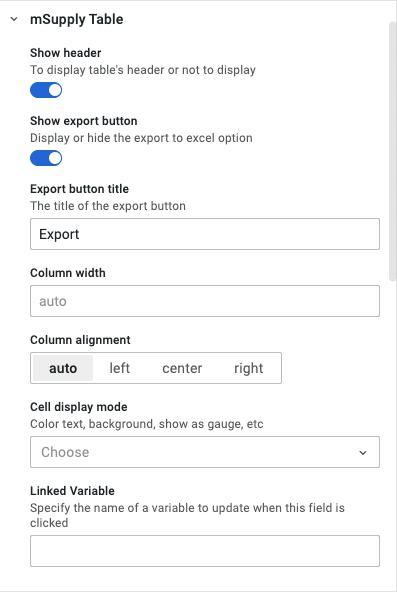 mSupply Table
Show header
To display table's header or not to display
Show export button
Display or hide the export to excel option
Export button title
The title of the export button
Export
Column width
auto
Column alignment
auto left center right
Cell display mode
Color text, background, show as gauge, etc
Choose
Linked Variable
Specify the name of a variable to update when this field is
clicked